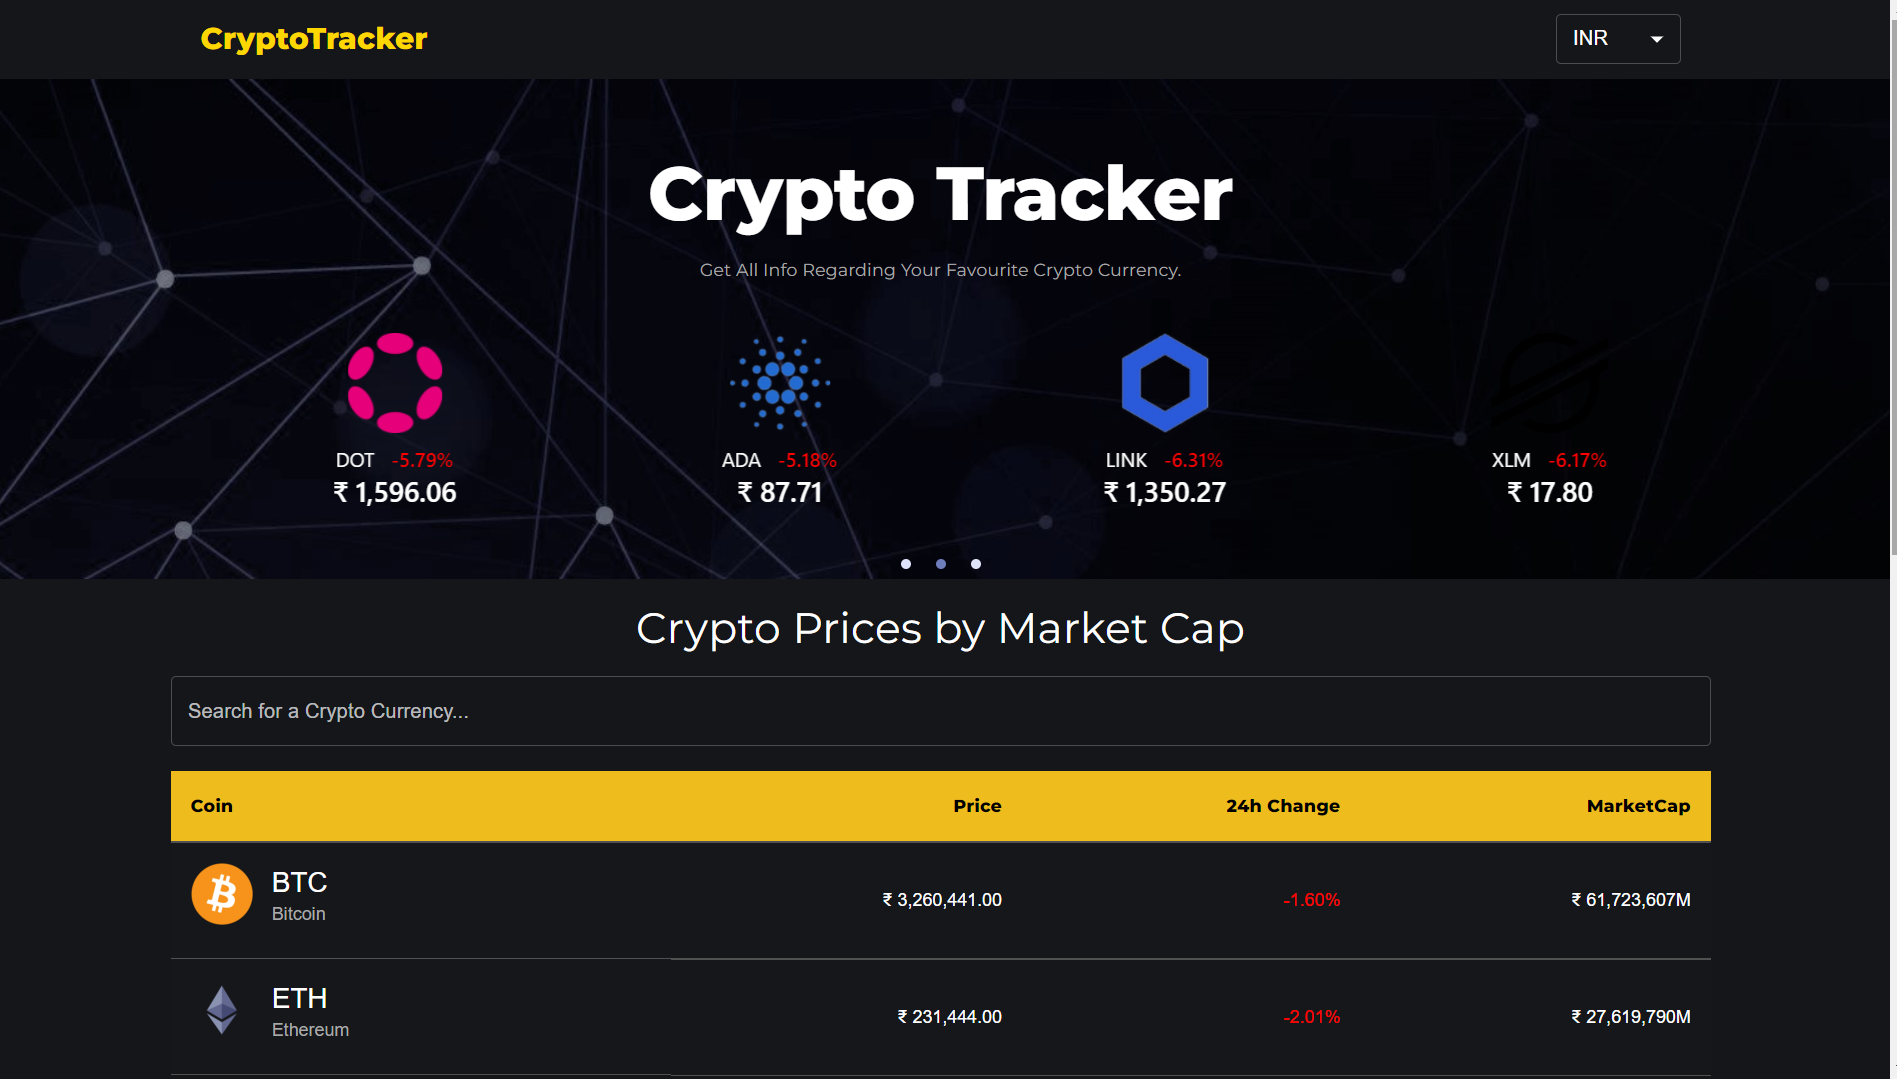 CryptoTracker
INR
Crypto Tracker
Get All Info Regarding Your Favourite Crypto Currency.
DOT -5.79%
₹ 1,596.06
ADA -5.18%
₹ 87.71
LINK -6.31%
₹ 1,350.27
XLM -6.17%
₹ 17.80
Crypto Prices by Market Cap
Search for a Crypto Currency...
Coin Price 24h Change MarketCap
BTC
Bitcoin
₹ 3,260,441.00 -1.60% ₹ 61,723,607M
ETH
Ethereum
₹ 231,444.00 -2.01% ₹ 27,619,790M